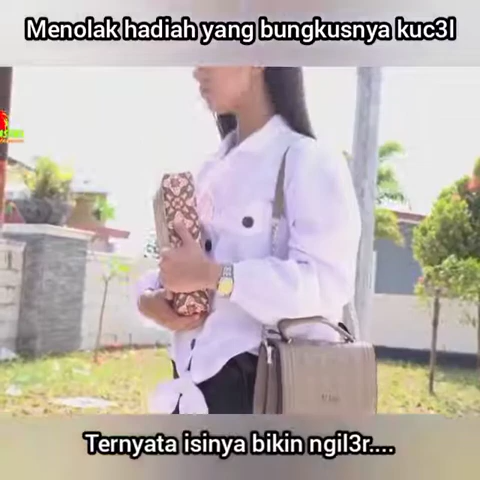 Menolak hadiah yang bungkusnya kuc3l
Ternyata isinya bikin ngil3r....